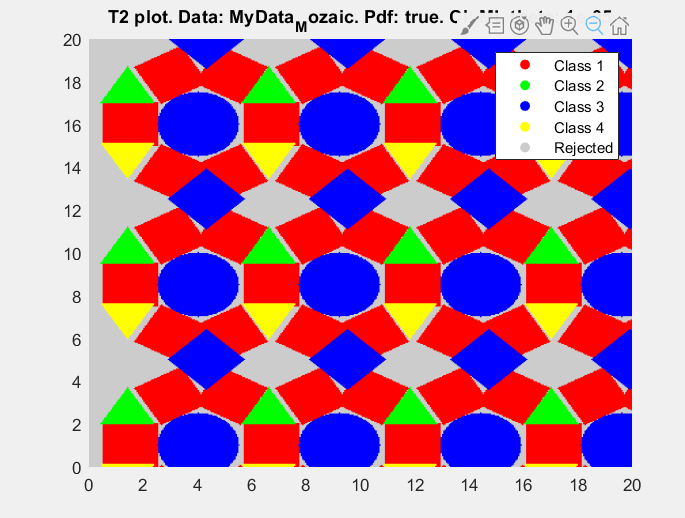 T2 plot. Data: MyData_Mozaic. Pdf: true.
20
18
16
14
12
10
8
6
4
2
0
0 2 4 6 8 10 12 14 16 18 20
Class 1
Class 2
Class 3
Class 4
Rejected